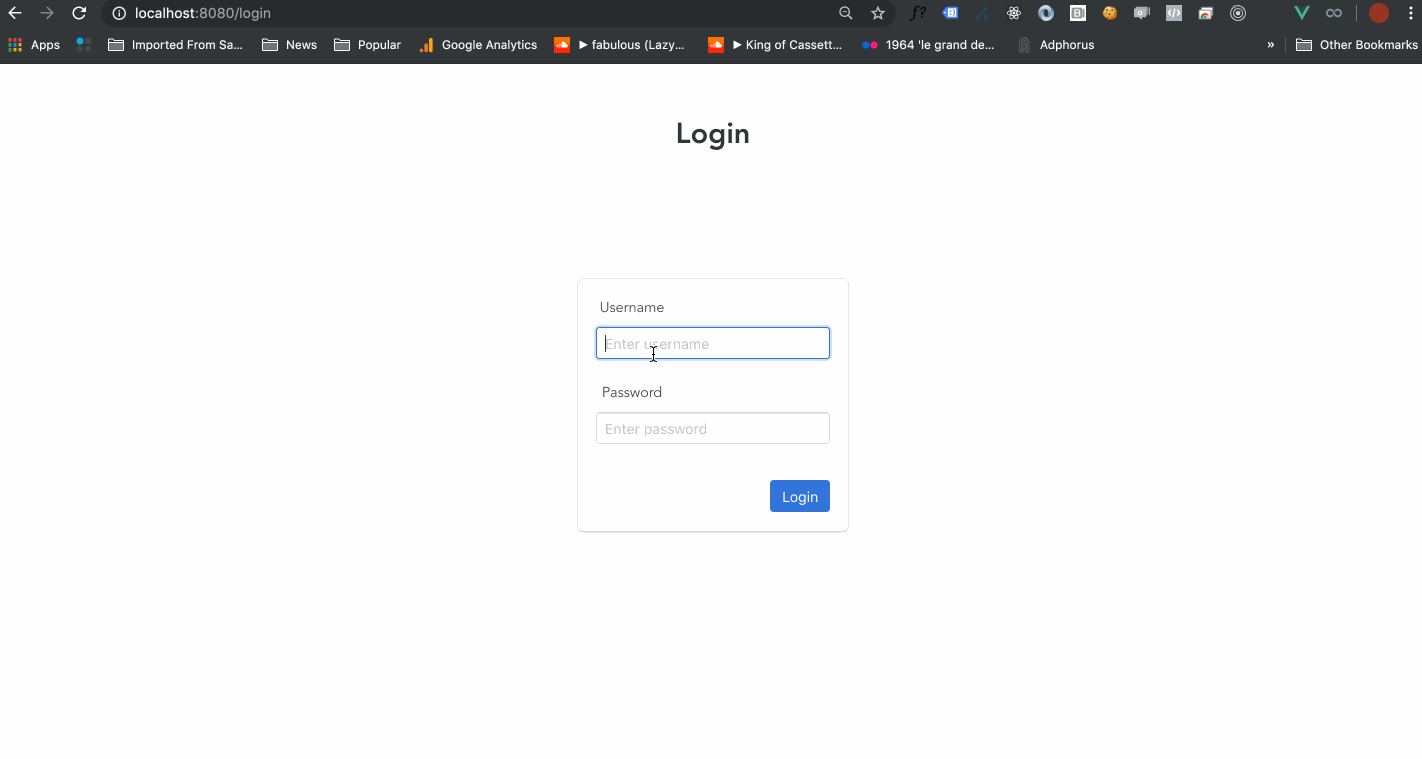 localhost:8080/login
Apps Imported From Sa... News Popular Google Analytics ▶ fabulous (Lazy... ▶ King of Cassett... 1964 'le grand de... Adphorus » Other Bookmarks
Login
Username
Enter username
Password
Enter password
Login